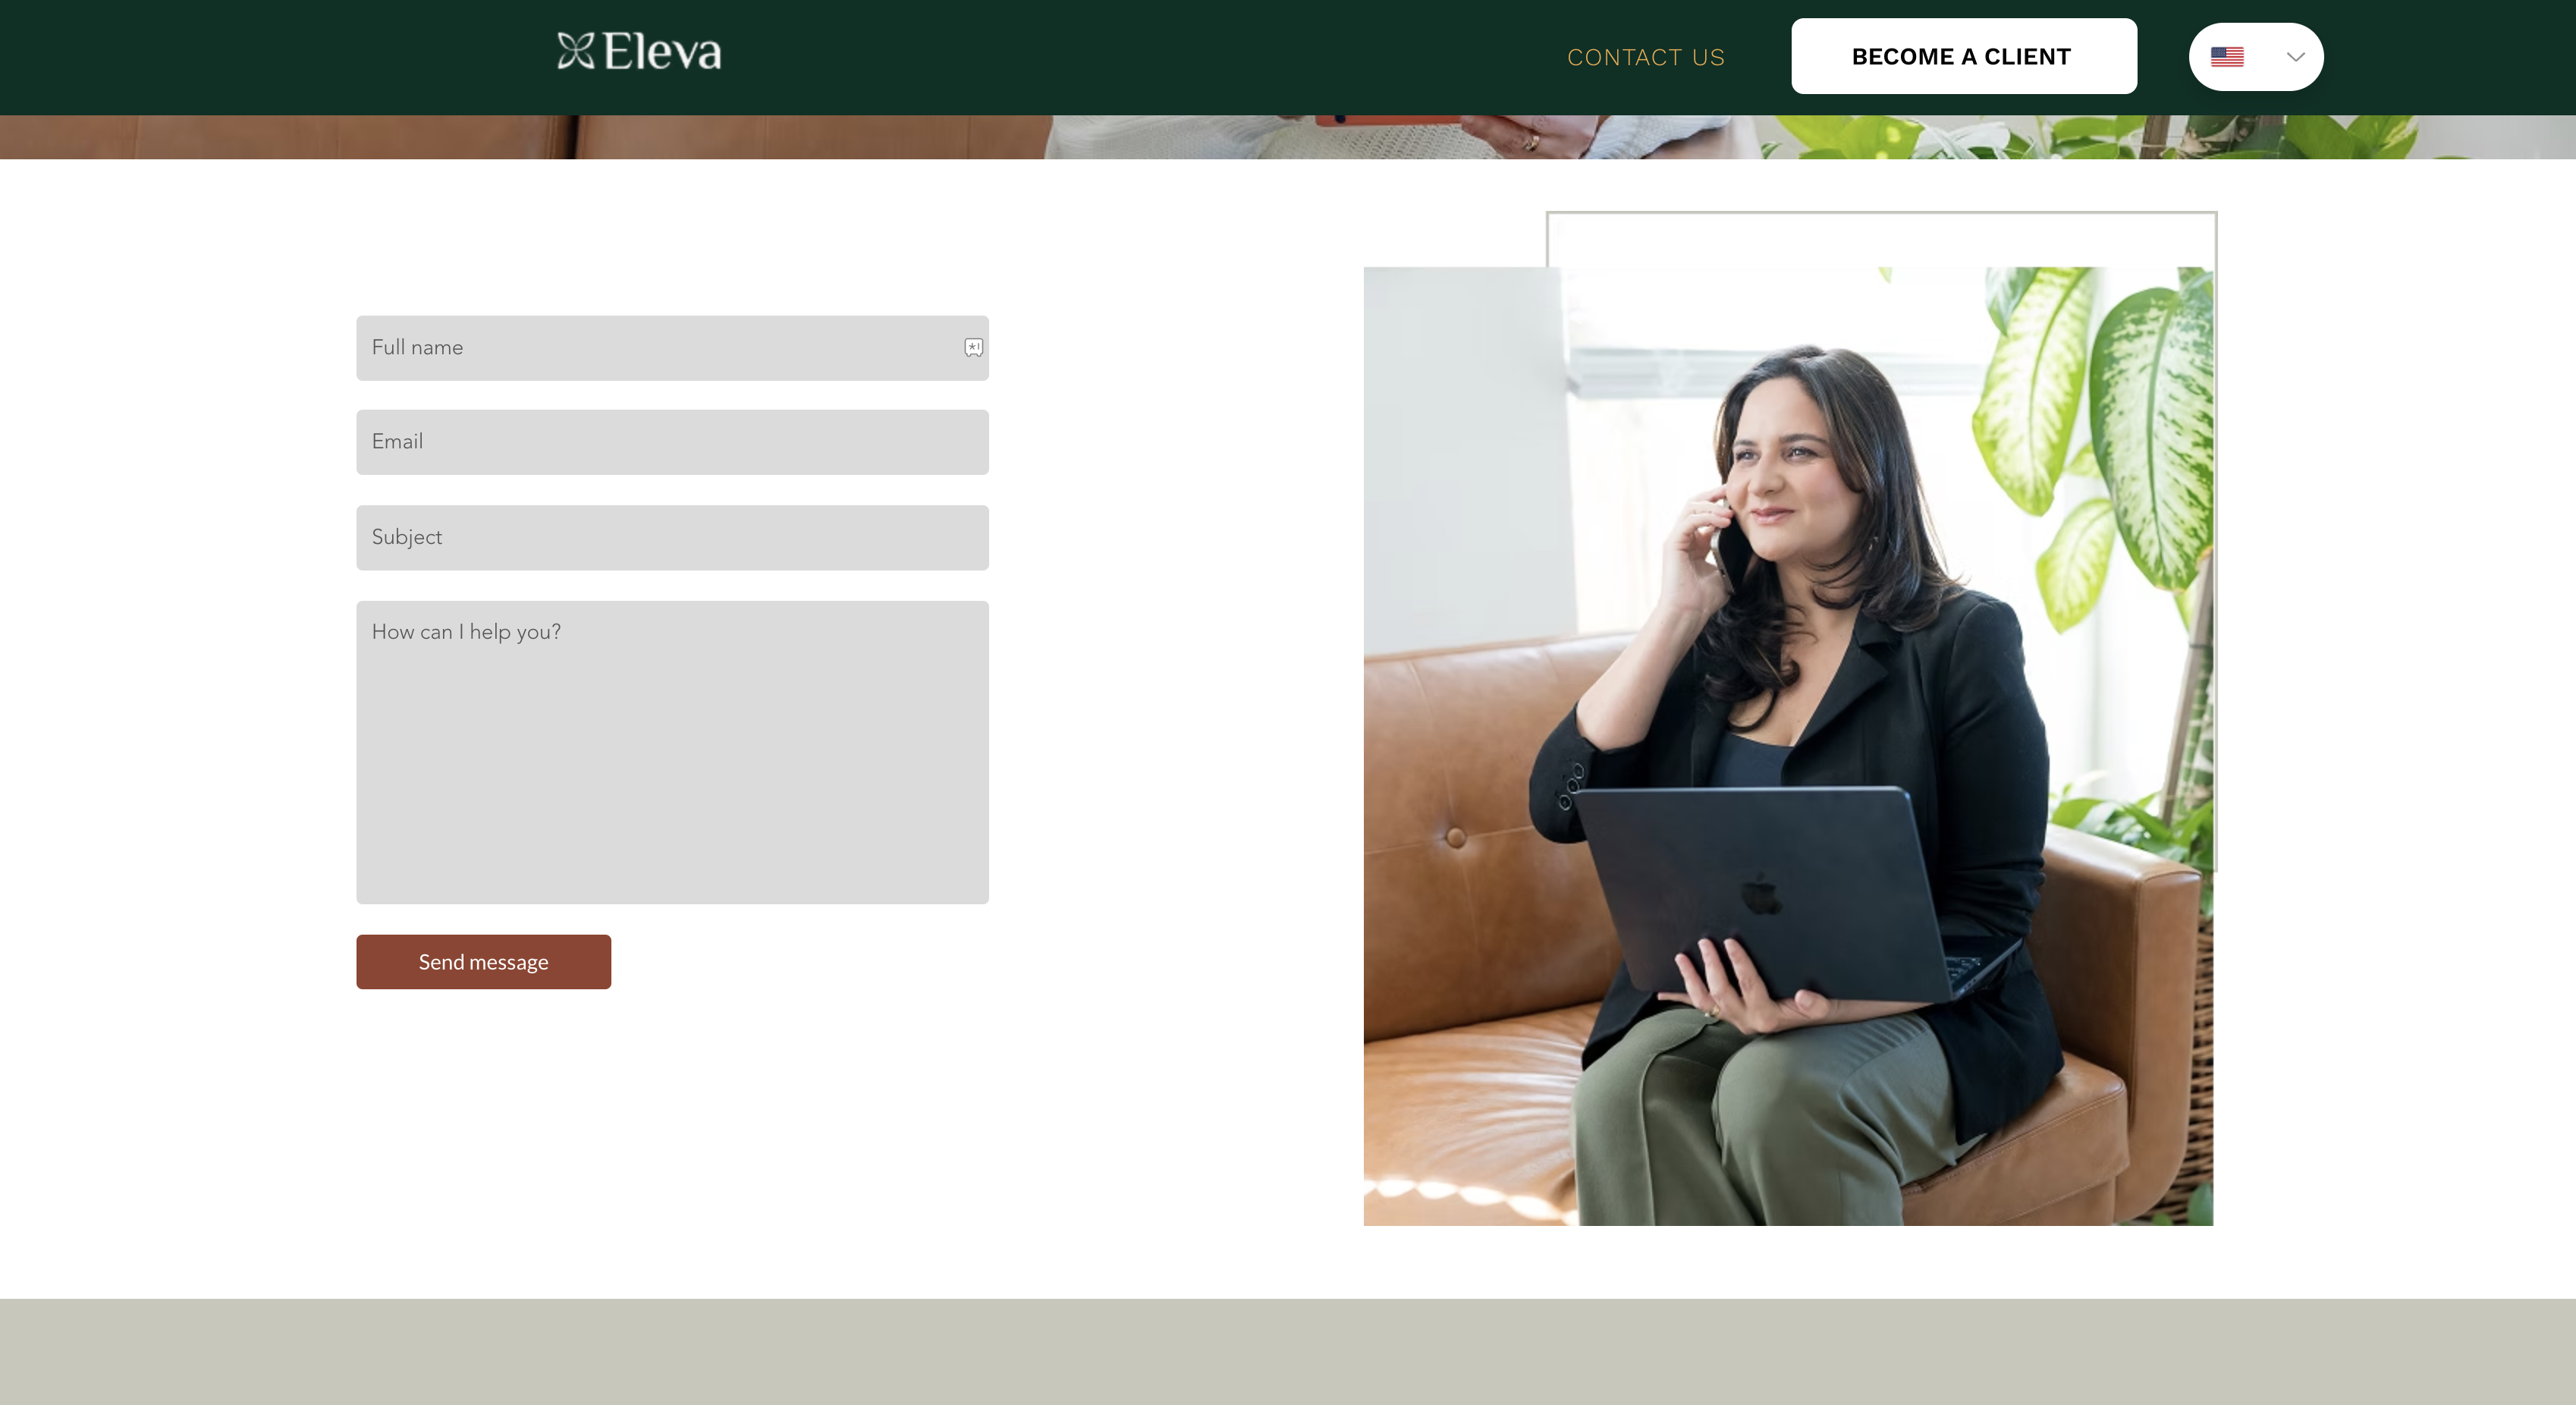 Eleva
CONTACT US
BECOME A CLIENT
Full name
Email
Subject
How can I help you?
Send message